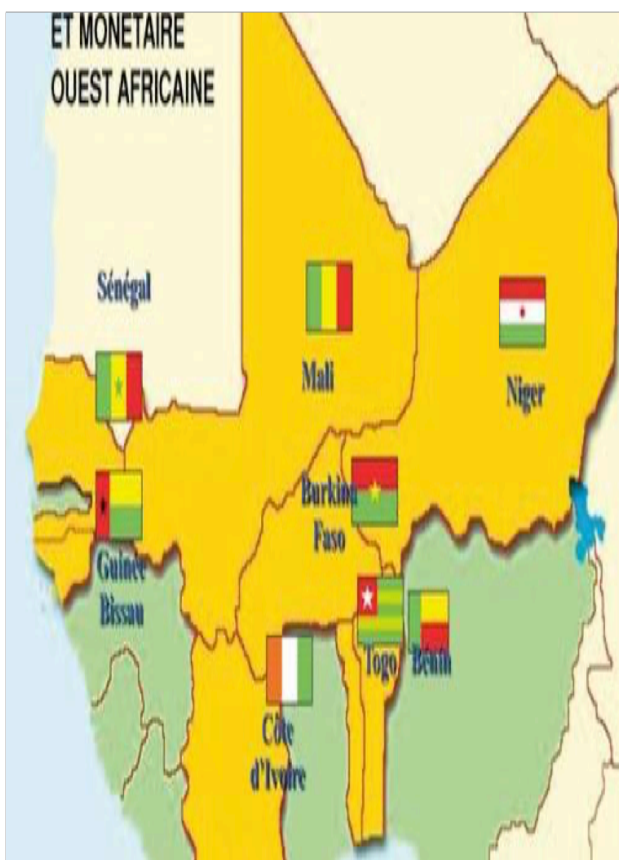 ET MONETAIRE
OUEST AFRICAINE
Sénégal
Mali
Niger
Burkina
Faso
Guinée
Bissau
Togo
Bénin
Côte
d'Ivoire